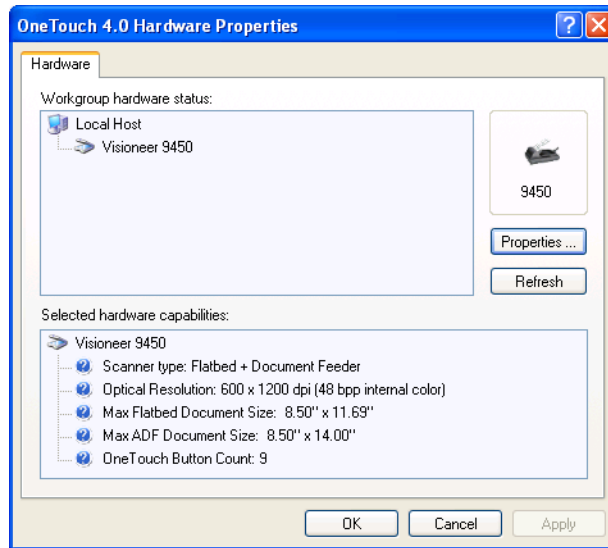 OneTouch 4.0 Hardware Properties
Hardware
Workgroup hardware status:
Local Host
Visioneer 9450
9450
Properties ...
Refresh
Selected hardware capabilities:
Visioneer 9450
Scanner type: Flatbed + Document Feeder
Optical Resolution: 600 x 1200 dpi (48 bpp internal color)
Max Flatbed Document Size:  8.50'' x 11.69''
Max ADF Document Size:  8.50'' x 14.00''
OneTouch Button Count: 9
OK
Cancel
Apply